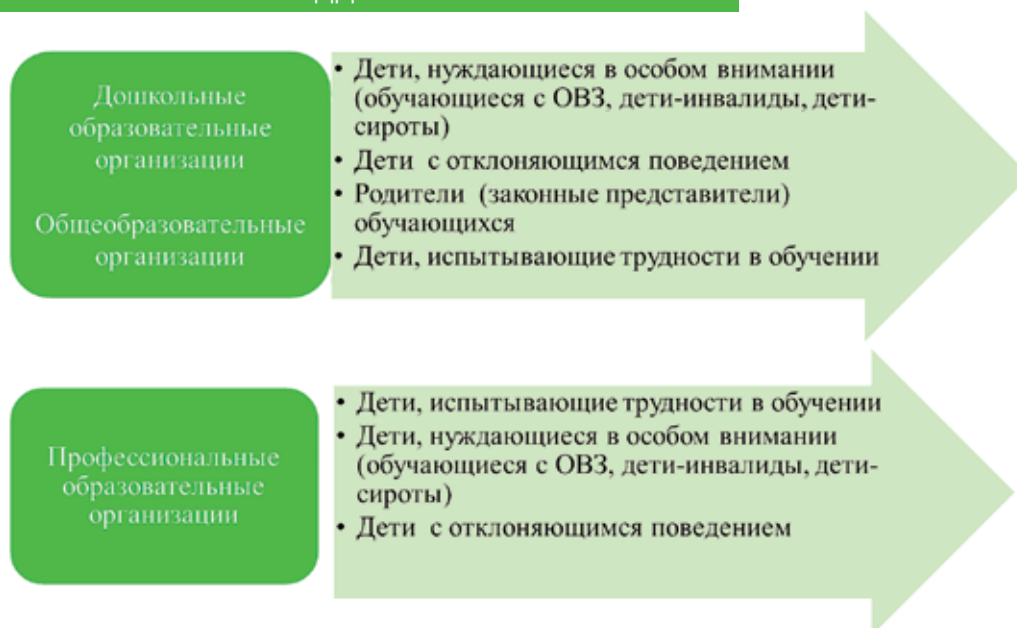 Дошкольные
образовательные
организации
Общеобразовательные
организации
• Дети, нуждающиеся в особом внимании
(обучающиеся с ОВЗ, дети-инвалиды, дети-
сироты)
• Дети с отклоняющимся поведением
• Родители (законные представители)
обучающихся
• Дети, испытывающие трудности в обучении
Профессиональные
образовательные
организации
• Дети, испытывающие трудности в обучении
• Дети, нуждающиеся в особом внимании
(обучающиеся с ОВЗ, дети-инвалиды, дети-
сироты)
• Дети с отклоняющимся поведением